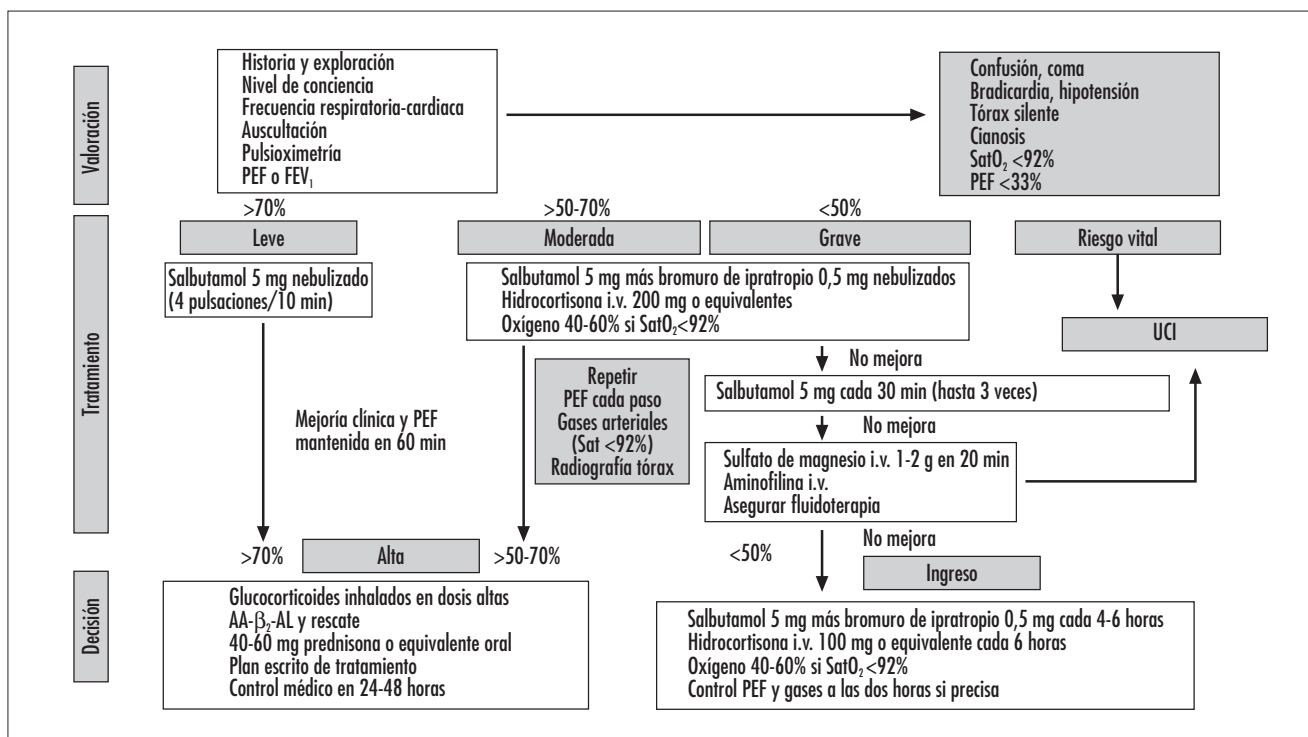 Valoración
Historia y exploración
Nivel de conciencia
Frecuencia respiratoria-cardiaca
Auscultación
Pulsioximetría
PEF o FEV₁
Confusión, coma
Bradicardia, hipotensión
Tórax silente
Cianosis
SatO₂ <92%
PEF <33%
Tratamiento
>70%
Leve
>50-70%
Moderada
<50%
Grave
Riesgo vital
Salbutamol 5 mg nebulizado
(4 pulsaciones/10 min)
Salbutamol 5 mg más bromuro de ipratropio 0,5 mg nebulizados
Hidrocortisona i.v. 200 mg o equivalentes
Oxígeno 40-60% si SatO₂<92%
UCI
No mejora
Repetir
PEF cada paso
Gases arteriales
(Sat <92%)
Radiografía tórax
Salbutamol 5 mg cada 30 min (hasta 3 veces)
Mejoría clínica y PEF
mantenida en 60 min
No mejora
Sulfato de magnesio i.v. 1-2 g en 20 min
Aminofilina i.v.
Asegurar fluidoterapia
>70%
Alta
>50-70%
<50%
No mejora
Ingreso
Decisión
Glucocorticoides inhalados en dosis altas
AA-β₂-AL y rescate
40-60 mg prednisona o equivalente oral
Plan escrito de tratamiento
Control médico en 24-48 horas
Salbutamol 5 mg más bromuro de ipratropio 0,5 mg cada 4-6 horas
Hidrocortisona i.v. 100 mg o equivalente cada 6 horas
Oxígeno 40-60% si SatO₂<92%
Control PEF y gases a las dos horas si precisa